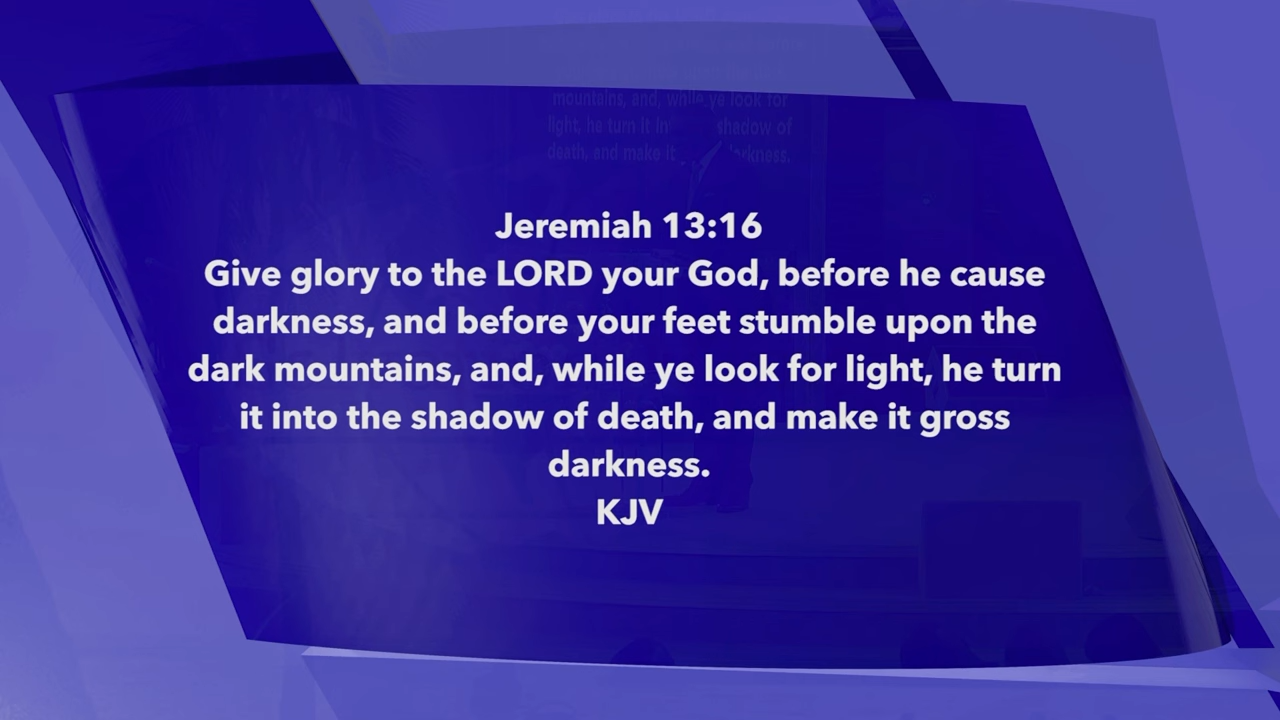 mountains, and, while ye look for
light, he turn it in shadow of
death, and make it darkness.
Jeremiah 13:16
Give glory to the LORD your God, before he cause
darkness, and before your feet stumble upon the
dark mountains, and, while ye look for light, he turn
it into the shadow of death, and make it gross
darkness.
KJV